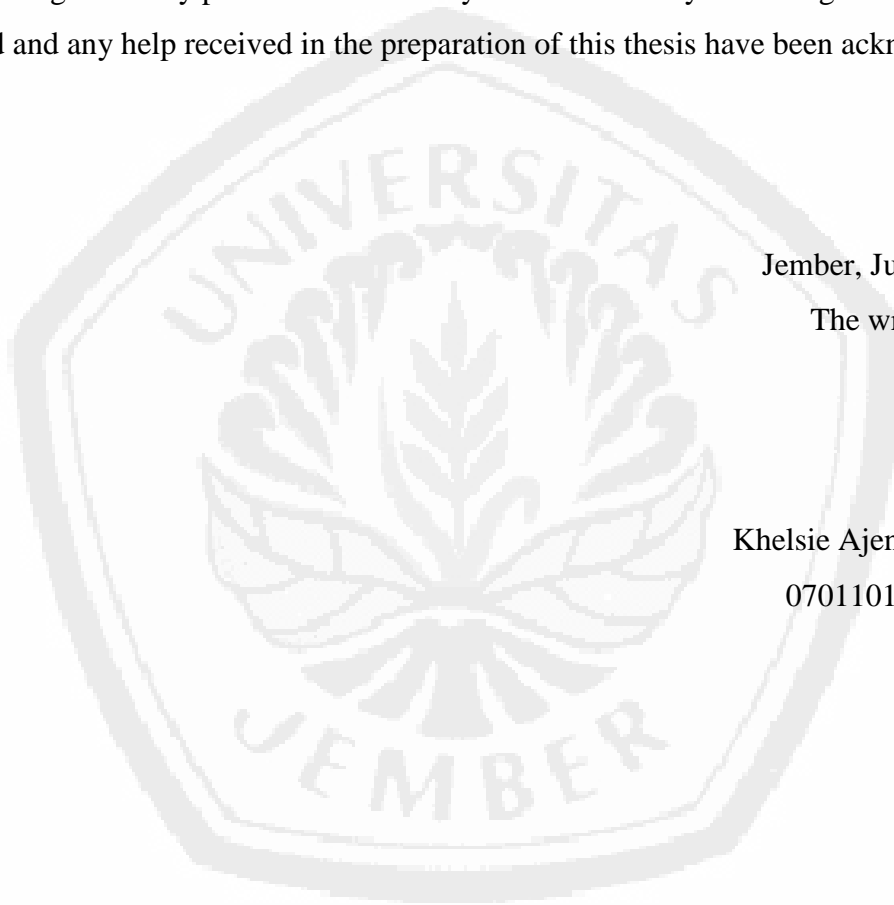 d and any help received in the preparation of this thesis have been ackn
UNIVERSITAS
Jember, Ju
The wr
Khelsie Ajen
0701101
JEMBER